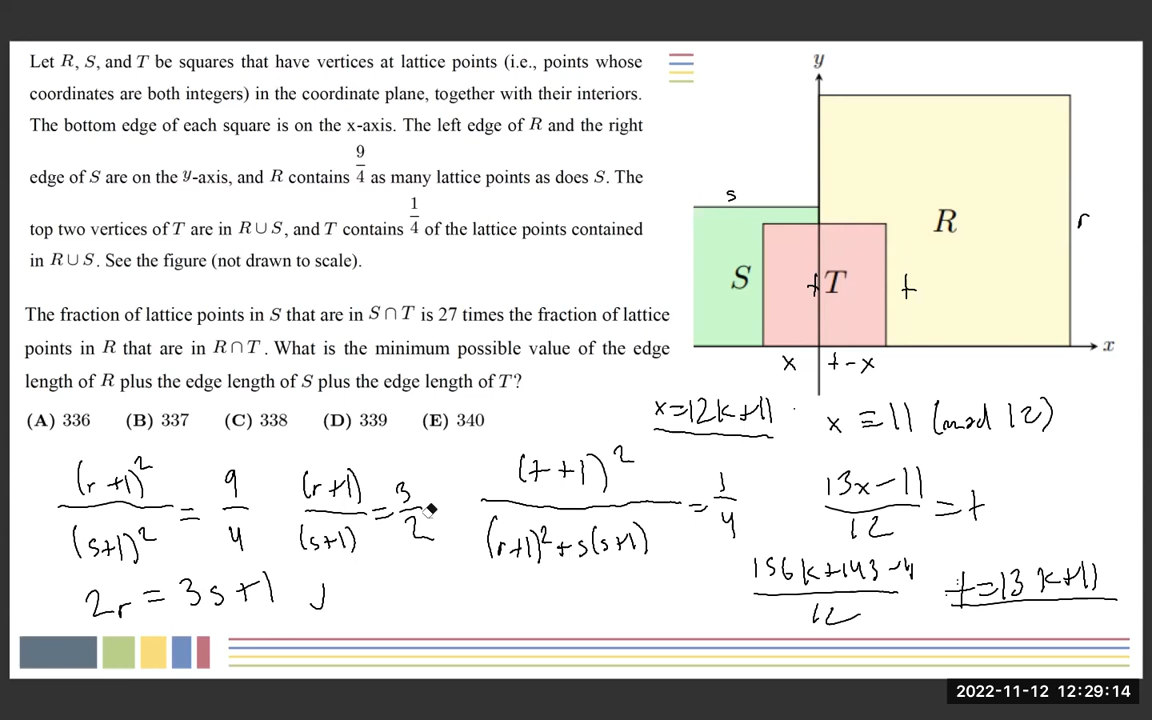 Let R, S, and T be squares that have vertices at lattice points (i.e., points whose
coordinates are both integers) in the coordinate plane, together with their interiors.
The bottom edge of each square is on the x-axis. The left edge of R and the right
edge of S are on the y-axis, and R contains 9/4 as many lattice points as does S. The
top two vertices of T are in R ∪ S, and T contains 1/4 of the lattice points contained
in R ∪ S. See the figure (not drawn to scale).
The fraction of lattice points in S that are in S ∩ T is 27 times the fraction of lattice
points in R that are in R ∩ T. What is the minimum possible value of the edge
length of R plus the edge length of S plus the edge length of T?
(A) 336 (B) 337 (C) 338 (D) 339 (E) 340
y
s
R
r
S
t
T
t
x
x
t-x
x=12k+11
x ≡ 11 (mod 12)
(r+1)²/(s+1)² = 9/4
(r+1)/(s+1) = 3/2
(t+1)²/((r+1)²+s(s+1)) = 1/4
(13x-11)/12 = t
2r = 3s+1
t=13k+11
12
2022-11-12 12:29:14